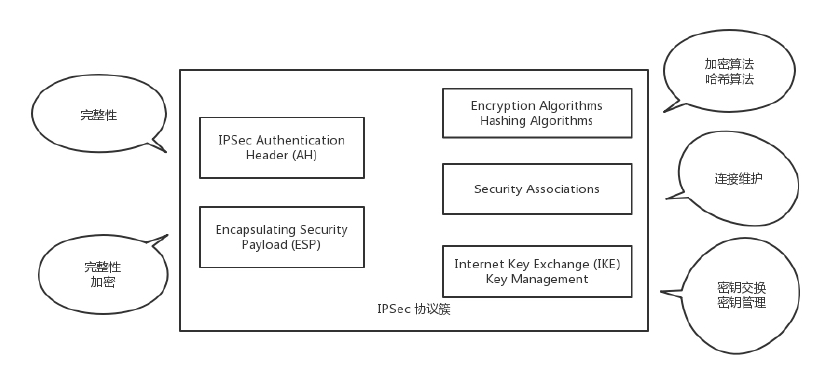 完整性
IPSec Authentication
Header (AH)
完整性
加密
Encapsulating Security
Payload (ESP)
加密算法
哈希算法
Encryption Algorithms
Hashing Algorithms
连接维护
Security Associations
密钥交换
密钥管理
Internet Key Exchange (IKE)
Key Management
IPSec 协议簇